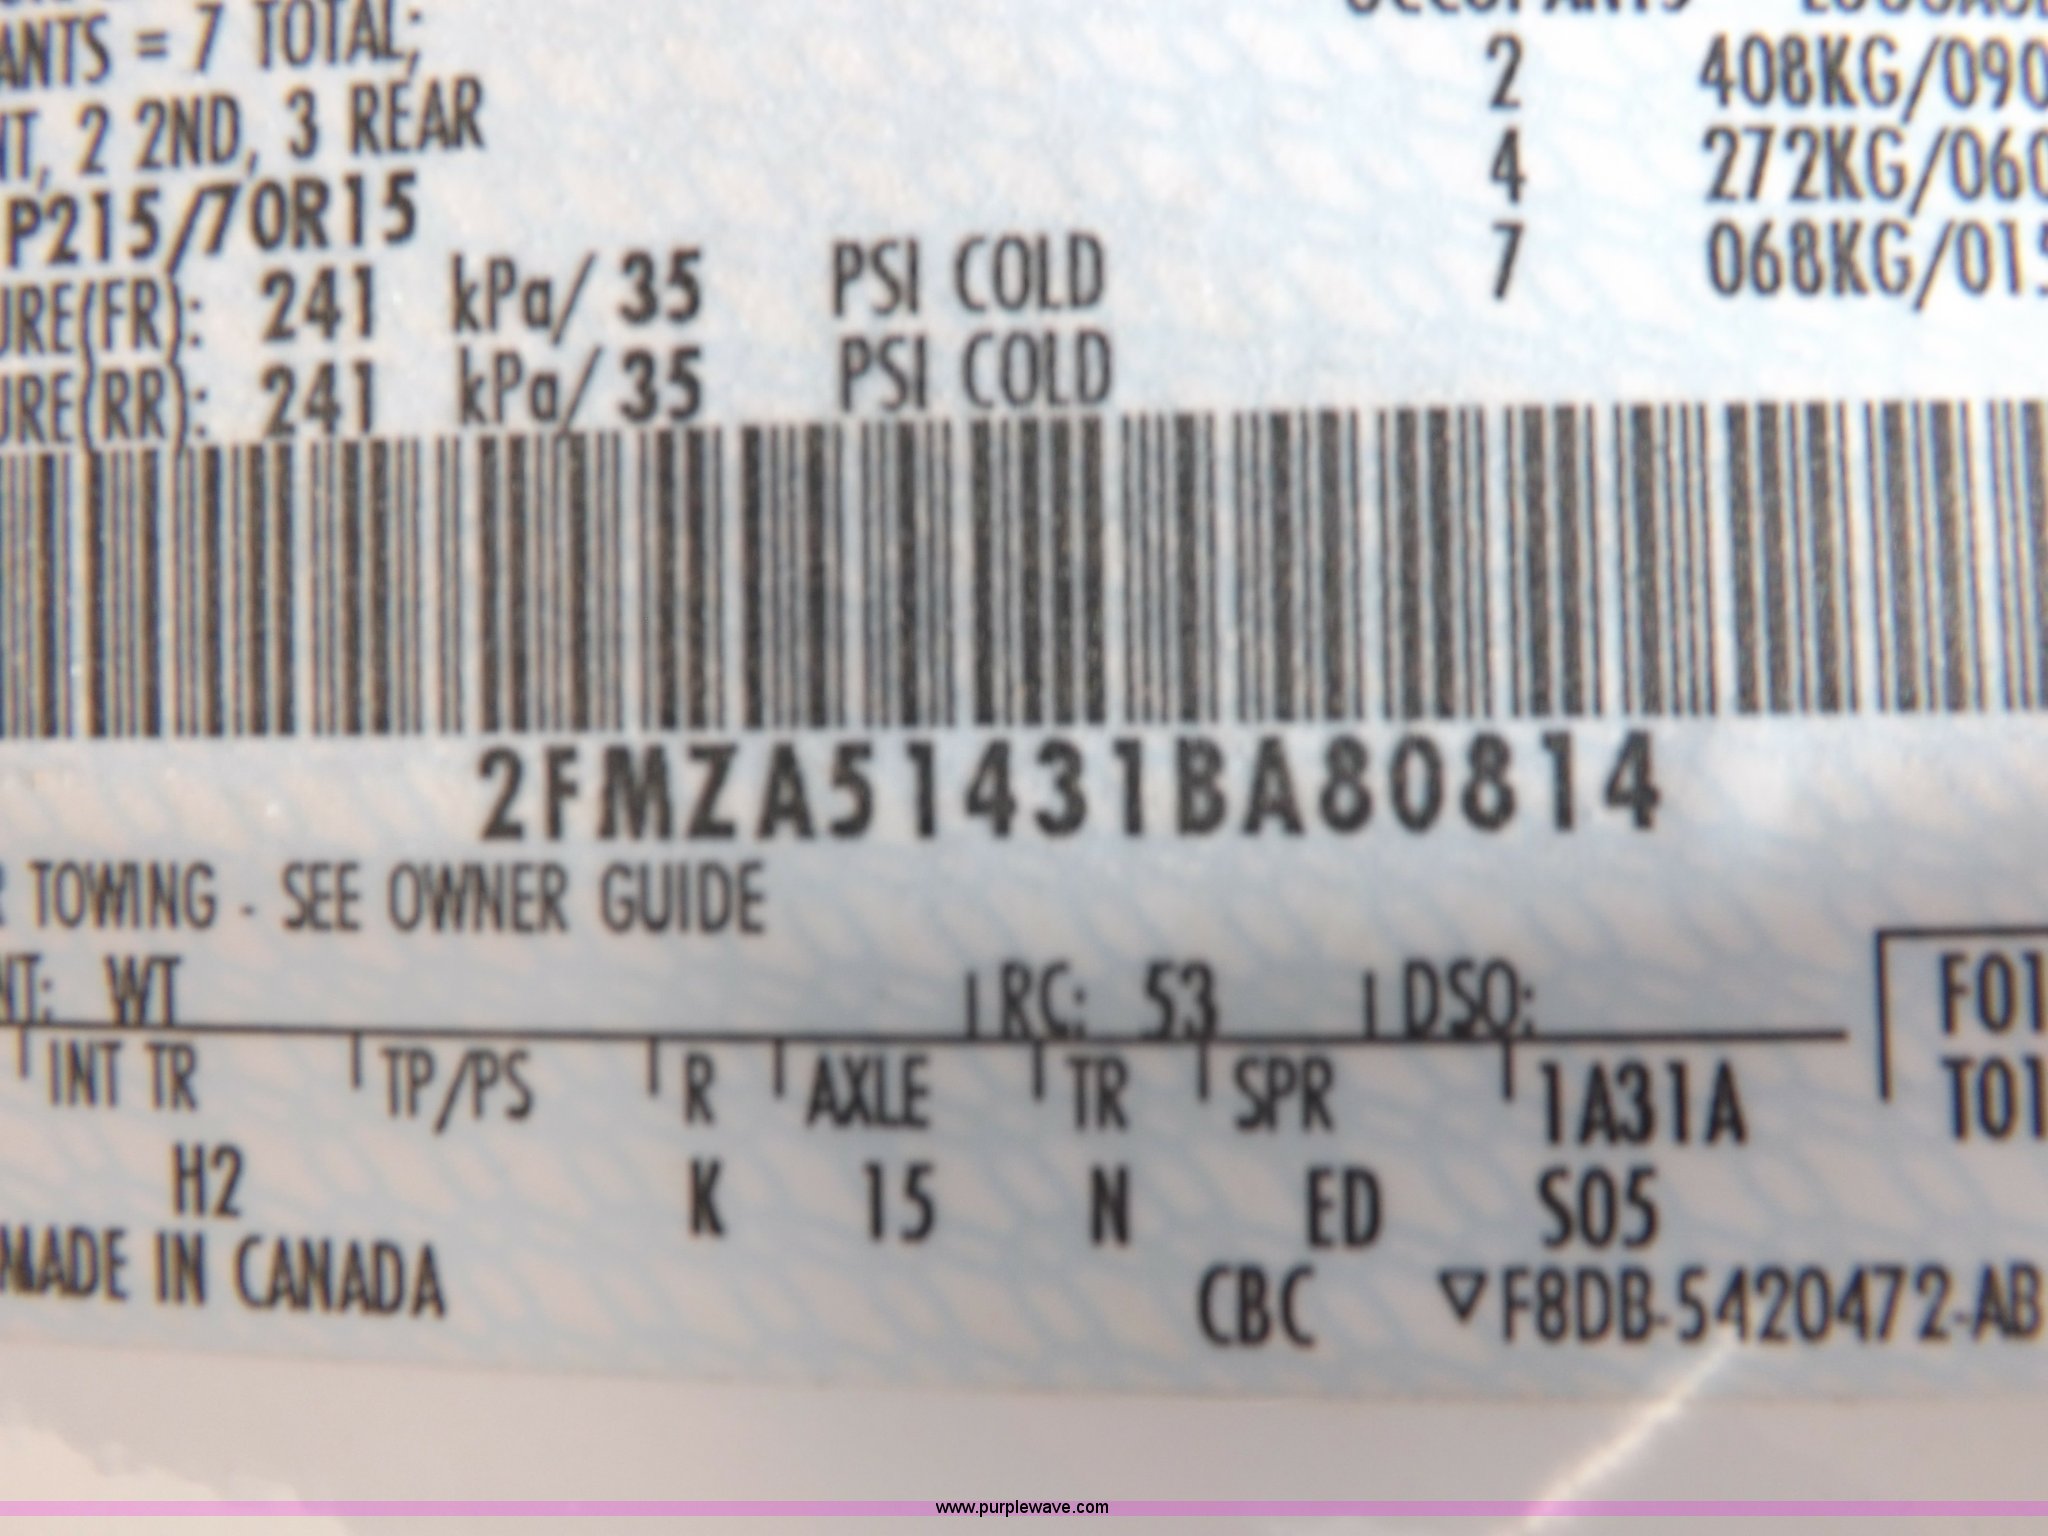 OCCUPANTS
ANTS = 7 TOTAL;
2 408KG/090
NT, 2 2ND, 3 REAR
4 272KG/060
P215/70R15
7 068KG/015
URE(FR): 241 kPa/ 35 PSI COLD
URE(RR): 241 kPa/ 35 PSI COLD
2FMZA51431BA80814
R TOWING - SEE OWNER GUIDE
NT: WT RC: 53 DSO:
F01
INT TR TP/PS R AXLE TR SPR 1A31A
T01
H2 K 15 N ED S05
MADE IN CANADA
CBC ▽F8DB-5420472-AB
www.purplewave.com